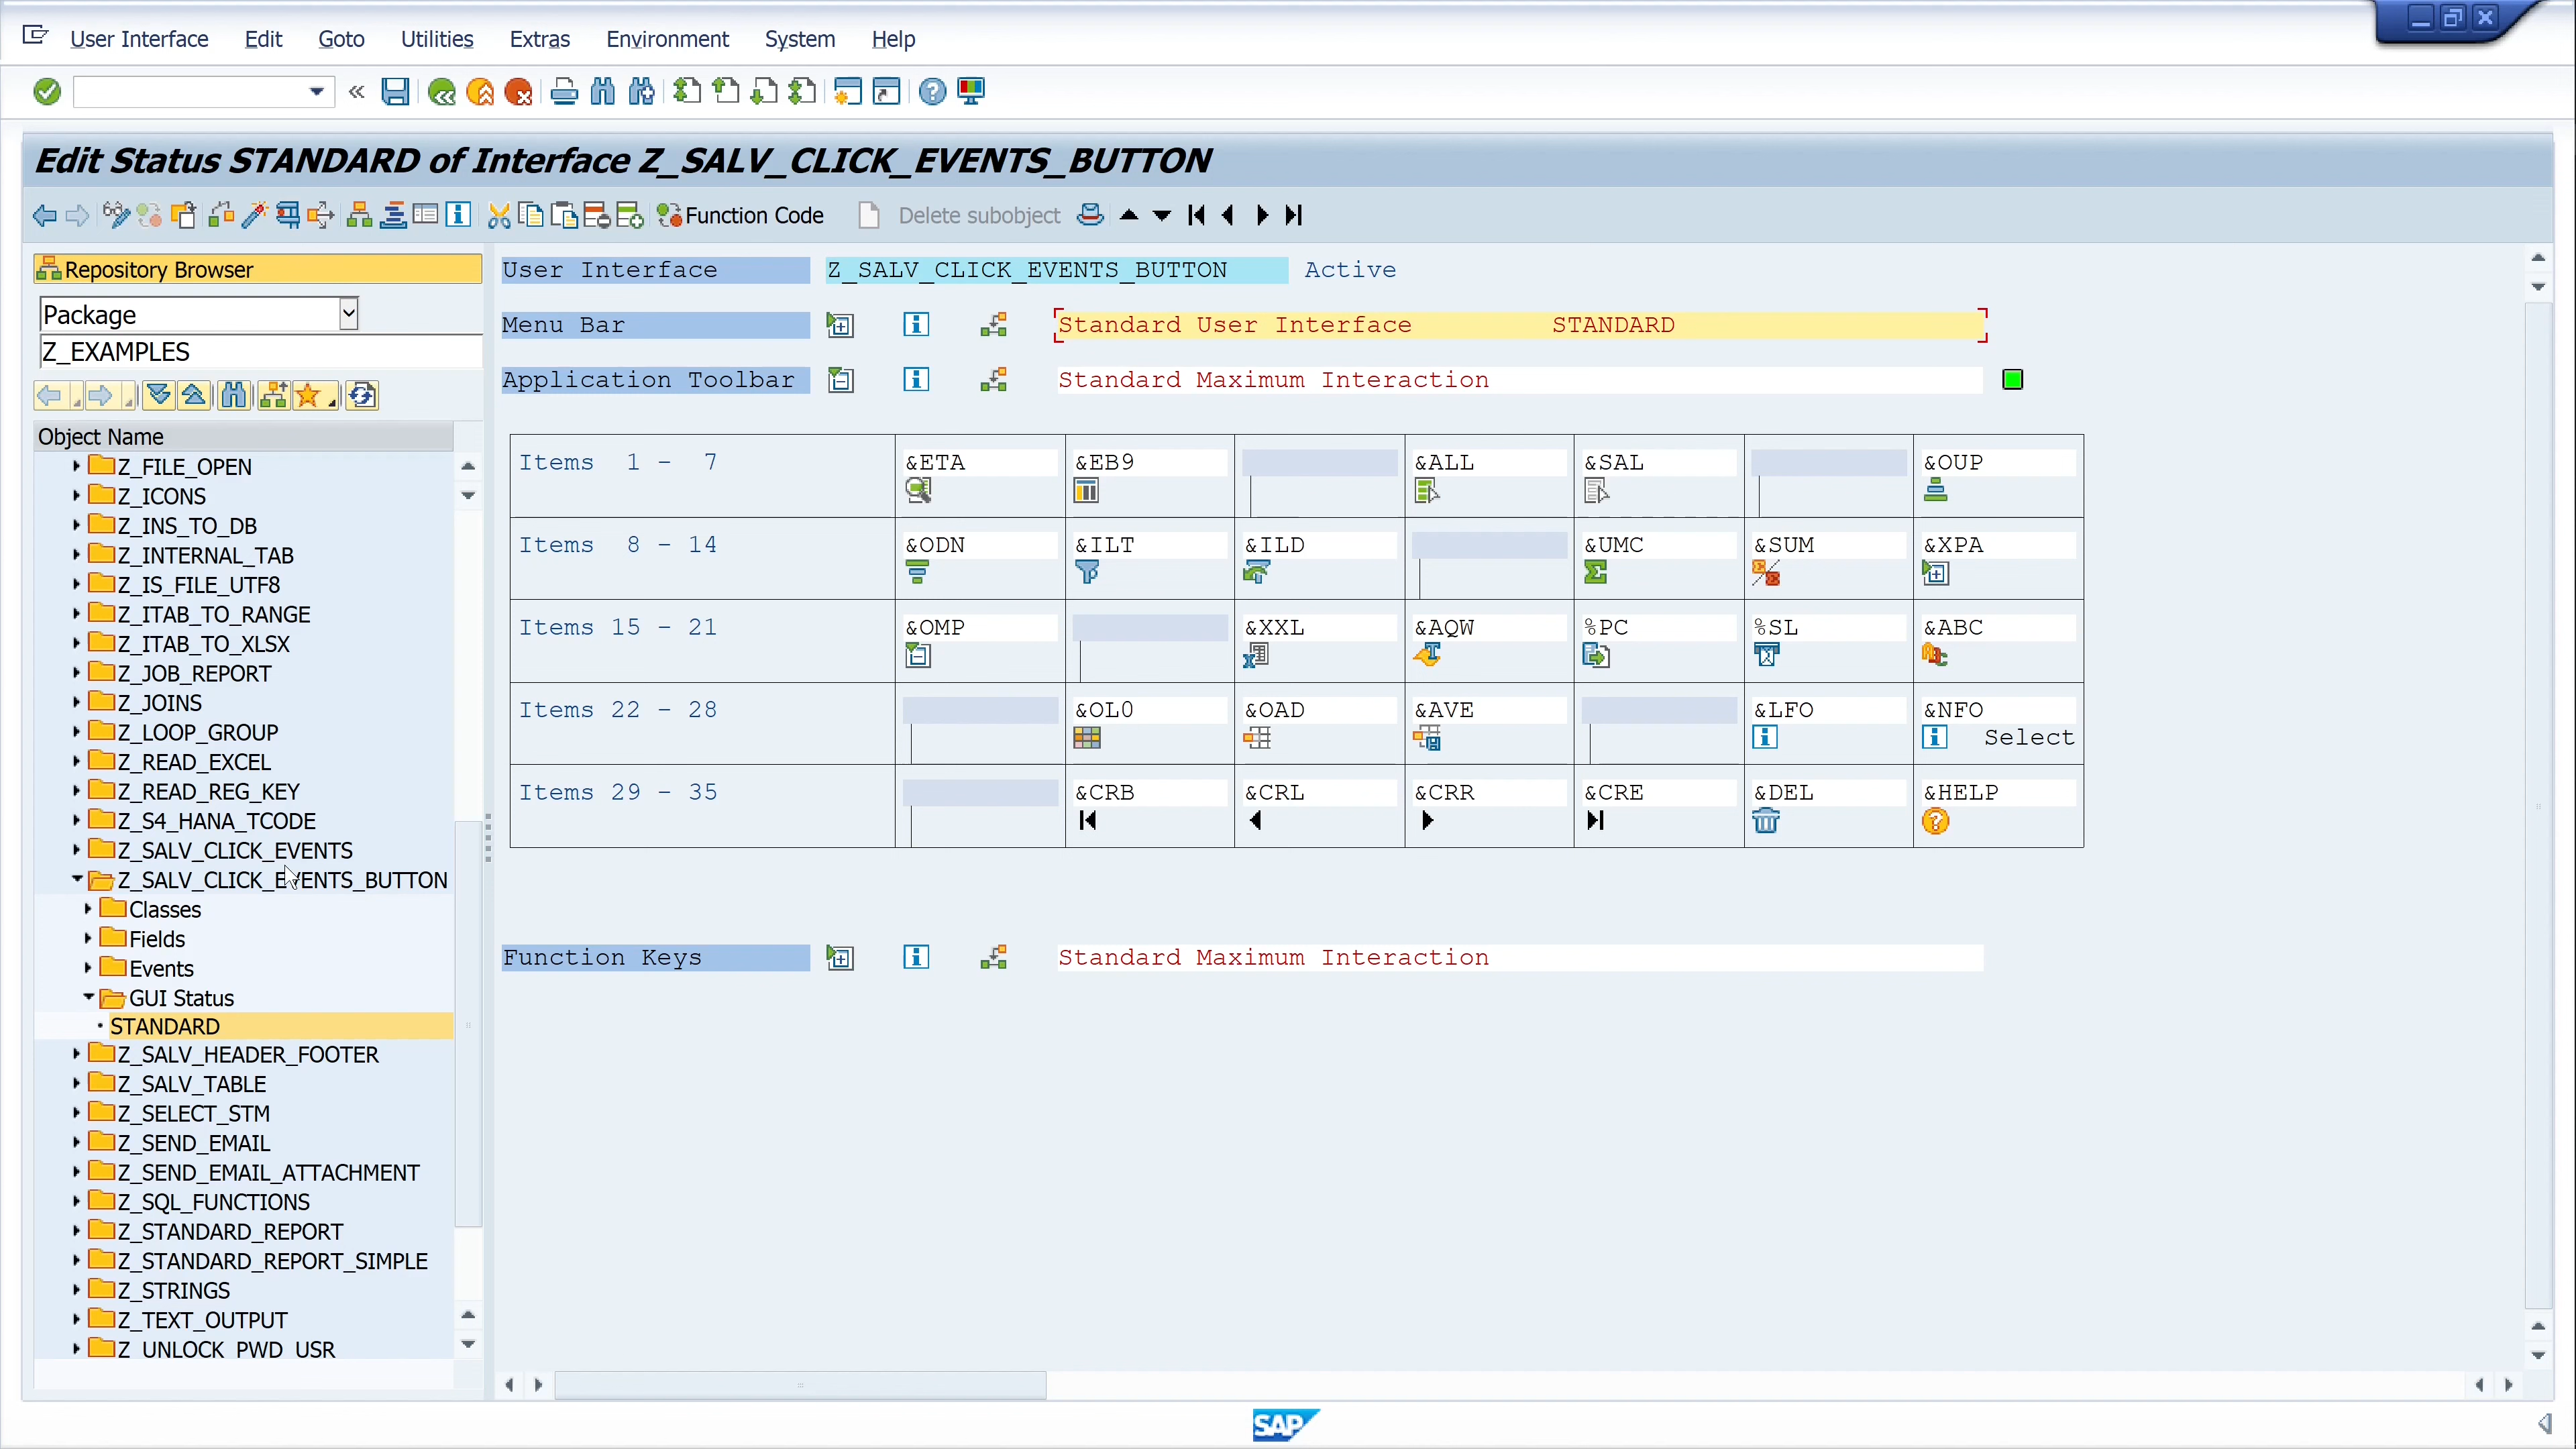 User Interface Edit Goto Utilities Extras Environment System Help
Edit Status STANDARD of Interface Z_SALV_CLICK_EVENTS_BUTTON
Function Code Delete subobject
Repository Browser
Package
Z_EXAMPLES
Object Name
Z_FILE_OPEN
Z_ICONS
Z_INS_TO_DB
Z_INTERNAL_TAB
Z_IS_FILE_UTF8
Z_ITAB_TO_RANGE
Z_ITAB_TO_XLSX
Z_JOB_REPORT
Z_JOINS
Z_LOOP_GROUP
Z_READ_EXCEL
Z_READ_REG_KEY
Z_S4_HANA_TCODE
Z_SALV_CLICK_EVENTS
Z_SALV_CLICK_EVENTS_BUTTON
Classes
Fields
Events
GUI Status
STANDARD
Z_SALV_HEADER_FOOTER
Z_SALV_TABLE
Z_SELECT_STM
Z_SEND_EMAIL
Z_SEND_EMAIL_ATTACHMENT
Z_SQL_FUNCTIONS
Z_STANDARD_REPORT
Z_STANDARD_REPORT_SIMPLE
Z_STRINGS
Z_TEXT_OUTPUT
Z_UNLOCK_PWD_USR
User Interface Z_SALV_CLICK_EVENTS_BUTTON Active
Menu Bar Standard User Interface STANDARD
Application Toolbar Standard Maximum Interaction
Items 1 - 7 &ETA &EB9 &ALL &SAL &OUP
Items 8 - 14 &ODN &ILT &ILD &UMC &SUM &XPA
Items 15 - 21 &OMP &XXL &AQW %PC %SL &ABC
Items 22 - 28 &OL0 &OAD &AVE &LFO &NFO
Select
Items 29 - 35 &CRB &CRL &CRR &CRE &DEL &HELP
Function Keys Standard Maximum Interaction
SAP